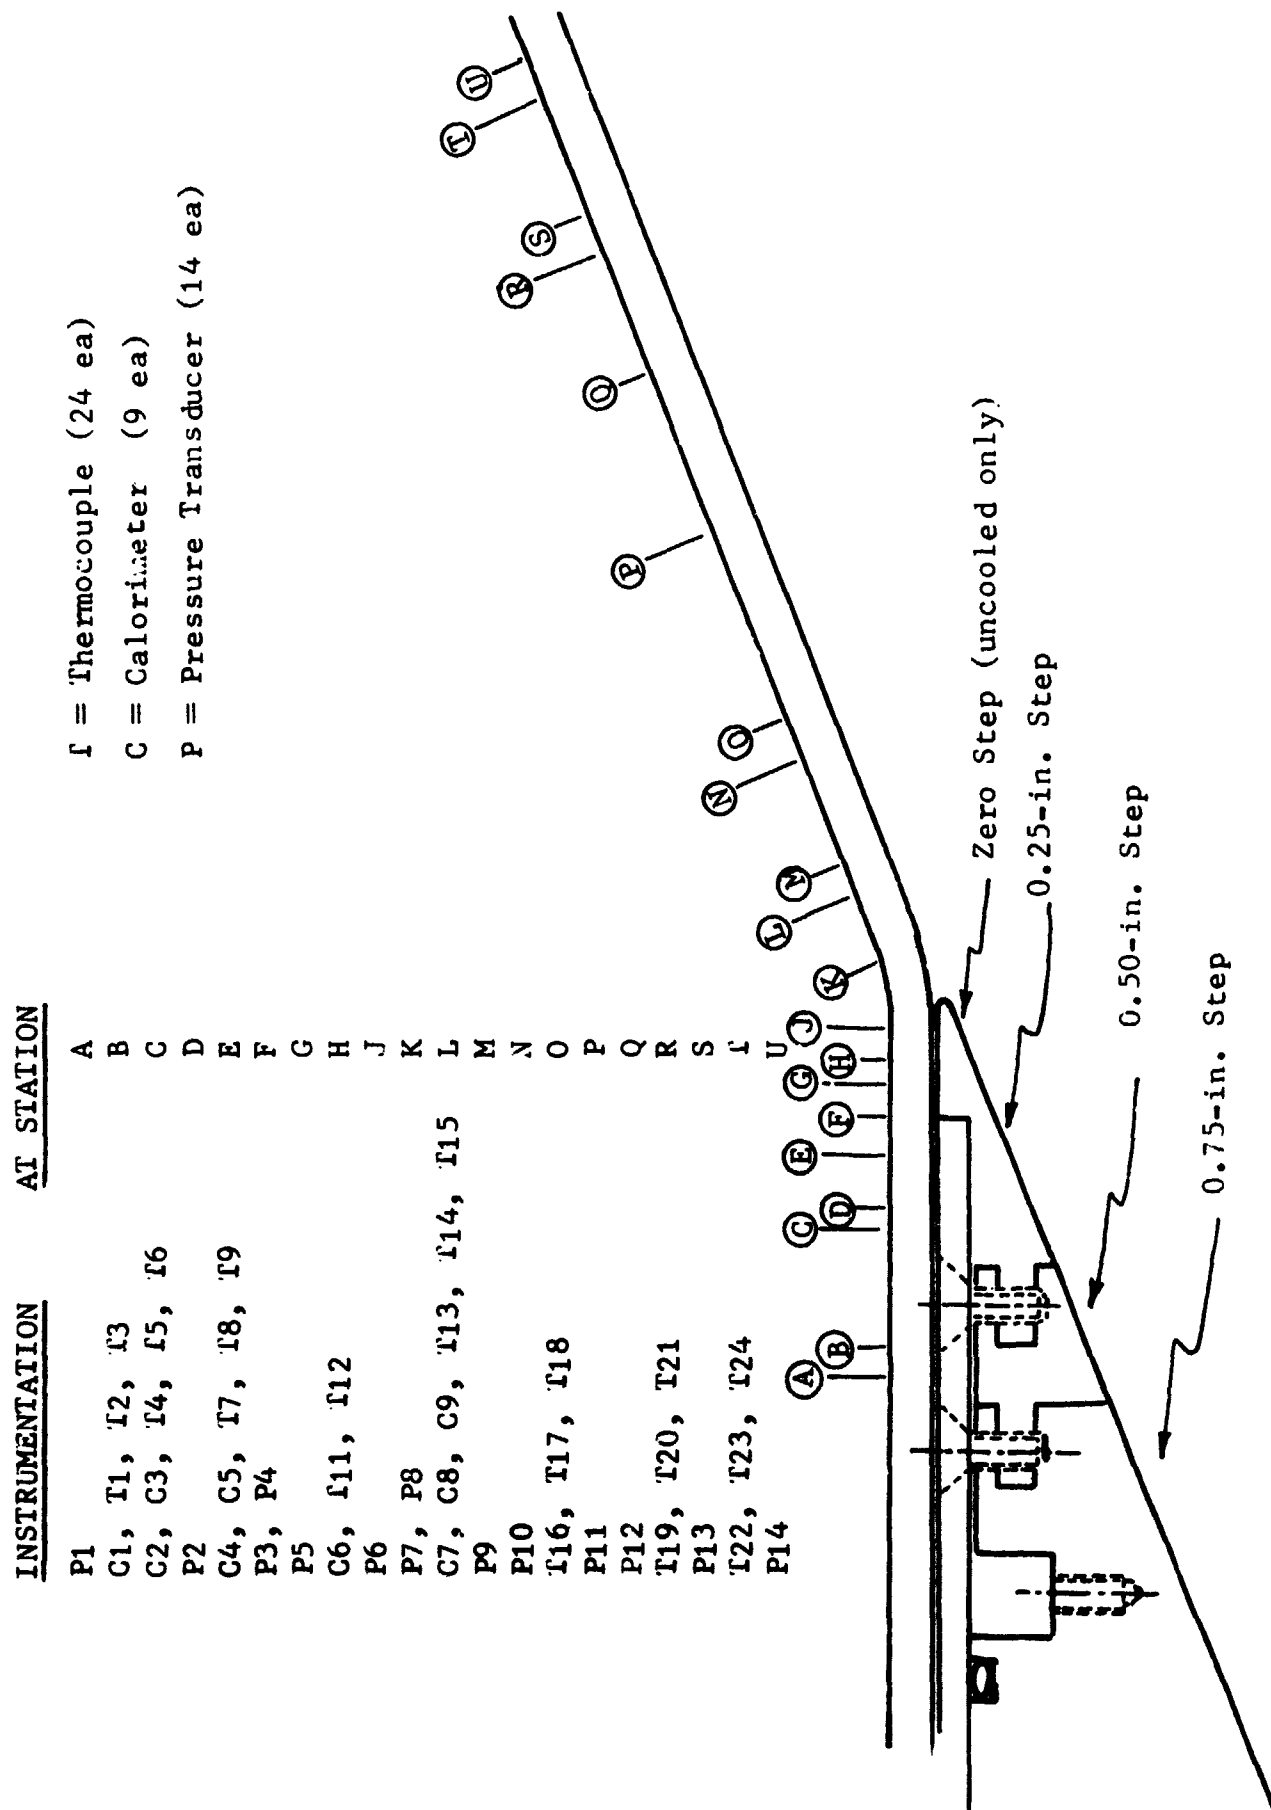 INSTRUMENTATION AT STATION
P1 A
C1, T1, T2, T3 B
C2, C3, T4, T5, T6 C
P2 D
C4, C5, T7, T8, T9 E
P3, P4 F
P5 G
C6, T11, T12 H
P6 J
P7, P8 K
C7, C8, C9, T13, T14, T15 L
P9 M
P10 N
T16, T17, T18 O
P11 P
P12 Q
T19, T20, T21 R
P13 S
T22, T23, T24 T
P14 U
T = Thermocouple (24 ea)
C = Calorimeter (9 ea)
P = Pressure Transducer (14 ea)
A
B
C
D
E
F
G
H
J
K
L
M
N
O
P
Q
R
S
T
U
Zero Step (uncooled only)
0.25-in. Step
0.50-in. Step
0.75-in. Step